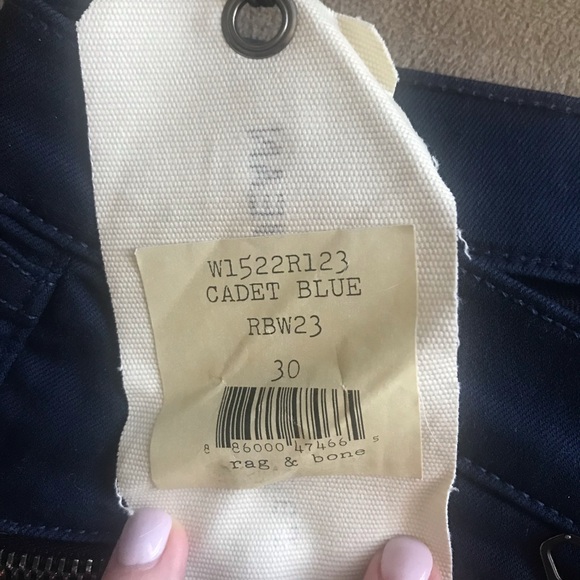 W1522R123
CADET BLUE
RBW23
30
8 86000 47466 5
rag & bone